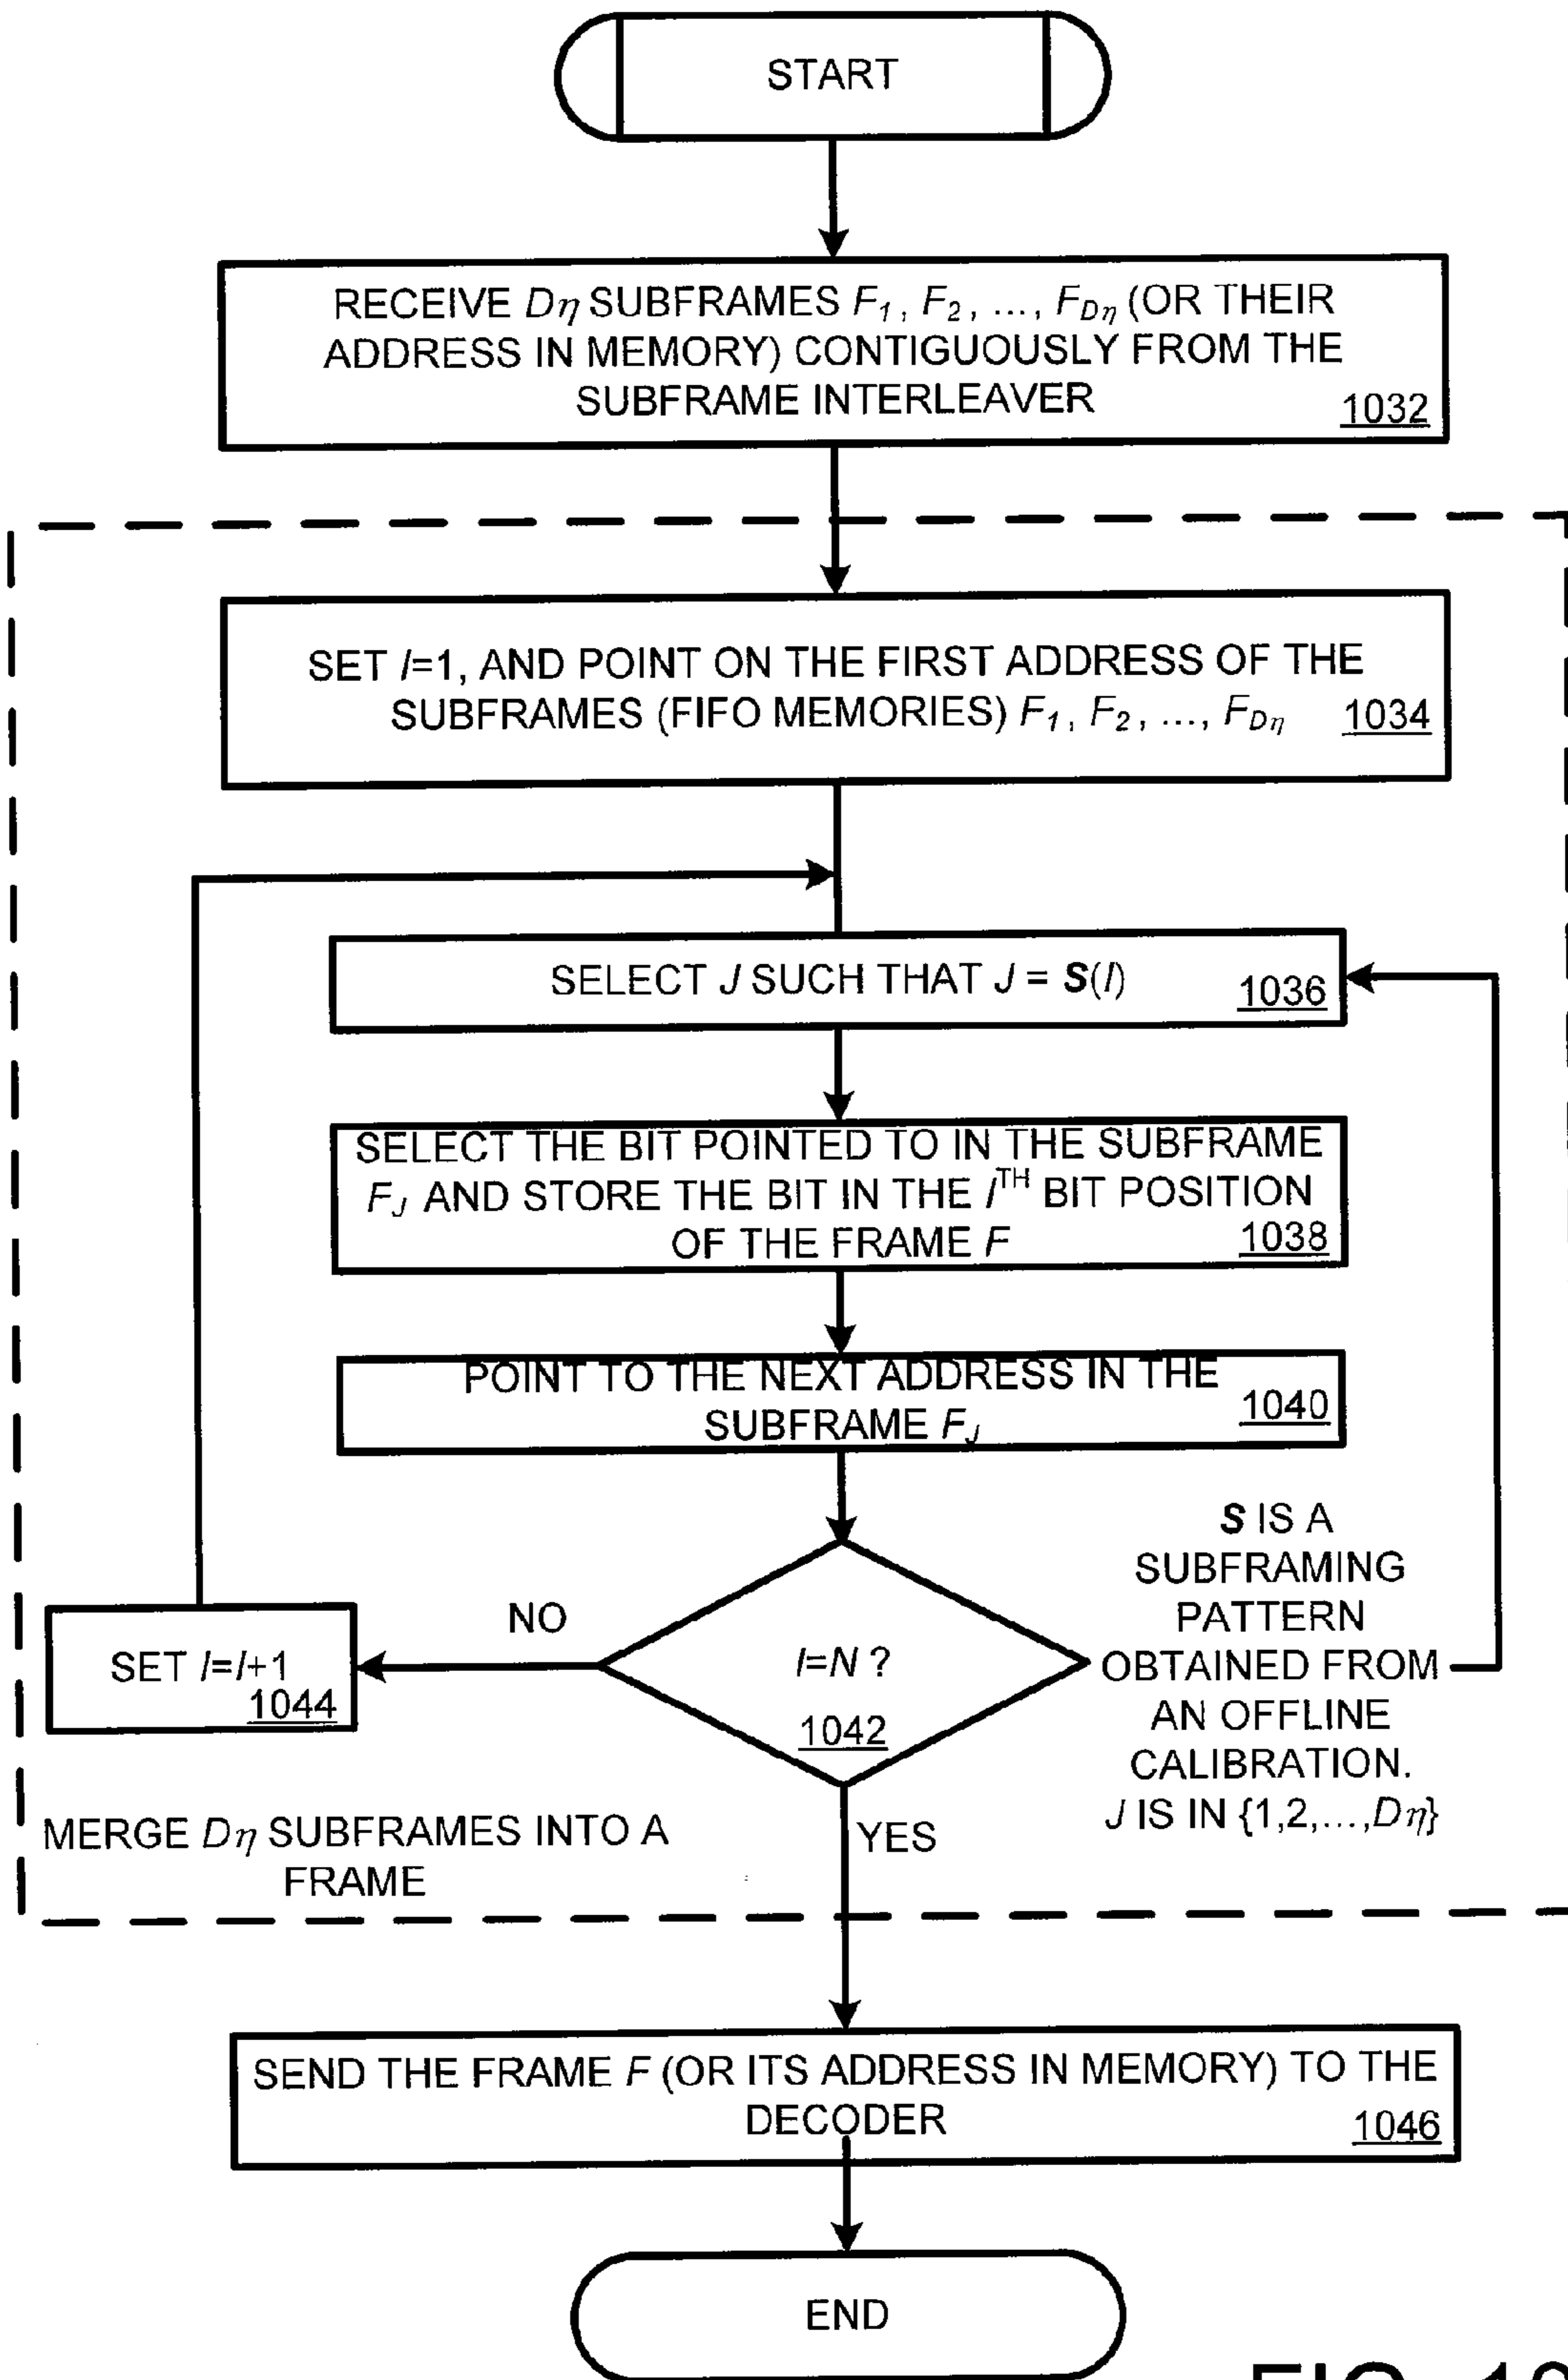 START
RECEIVE Dη SUBFRAMES F1, F2, ..., FDη (OR THEIR
ADDRESS IN MEMORY) CONTIGUOUSLY FROM THE
SUBFRAME INTERLEAVER
1032
SET I=1, AND POINT ON THE FIRST ADDRESS OF THE
SUBFRAMES (FIFO MEMORIES) F1, F2, ..., FDη
1034
SELECT J SUCH THAT J = S(I)
1036
SELECT THE BIT POINTED TO IN THE SUBFRAME
FJ AND STORE THE BIT IN THE I^TH BIT POSITION
OF THE FRAME F
1038
POINT TO THE NEXT ADDRESS IN THE
SUBFRAME FJ
1040
I=N ?
1042
NO
SET I=I+1
1044
S IS A
SUBFRAMING
PATTERN
OBTAINED FROM
AN OFFLINE
CALIBRATION.
J IS IN {1,2,...,Dη}
YES
MERGE Dη SUBFRAMES INTO A
FRAME
SEND THE FRAME F (OR ITS ADDRESS IN MEMORY) TO THE
DECODER
1046
END